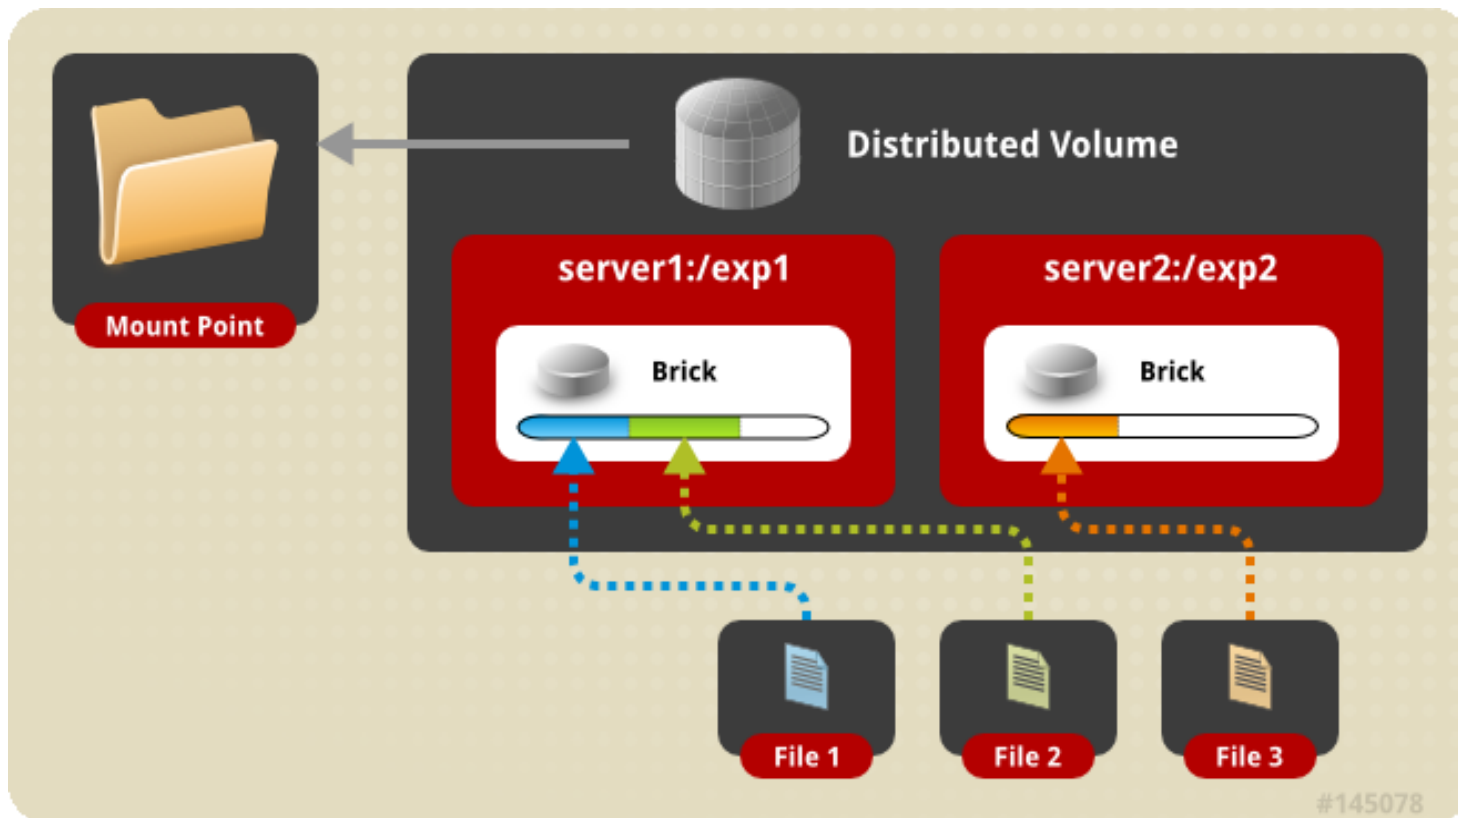 Distributed Volume
server1:/exp1
server2:/exp2
Mount Point
Brick
Brick
File 1
File 2
File 3
#145078